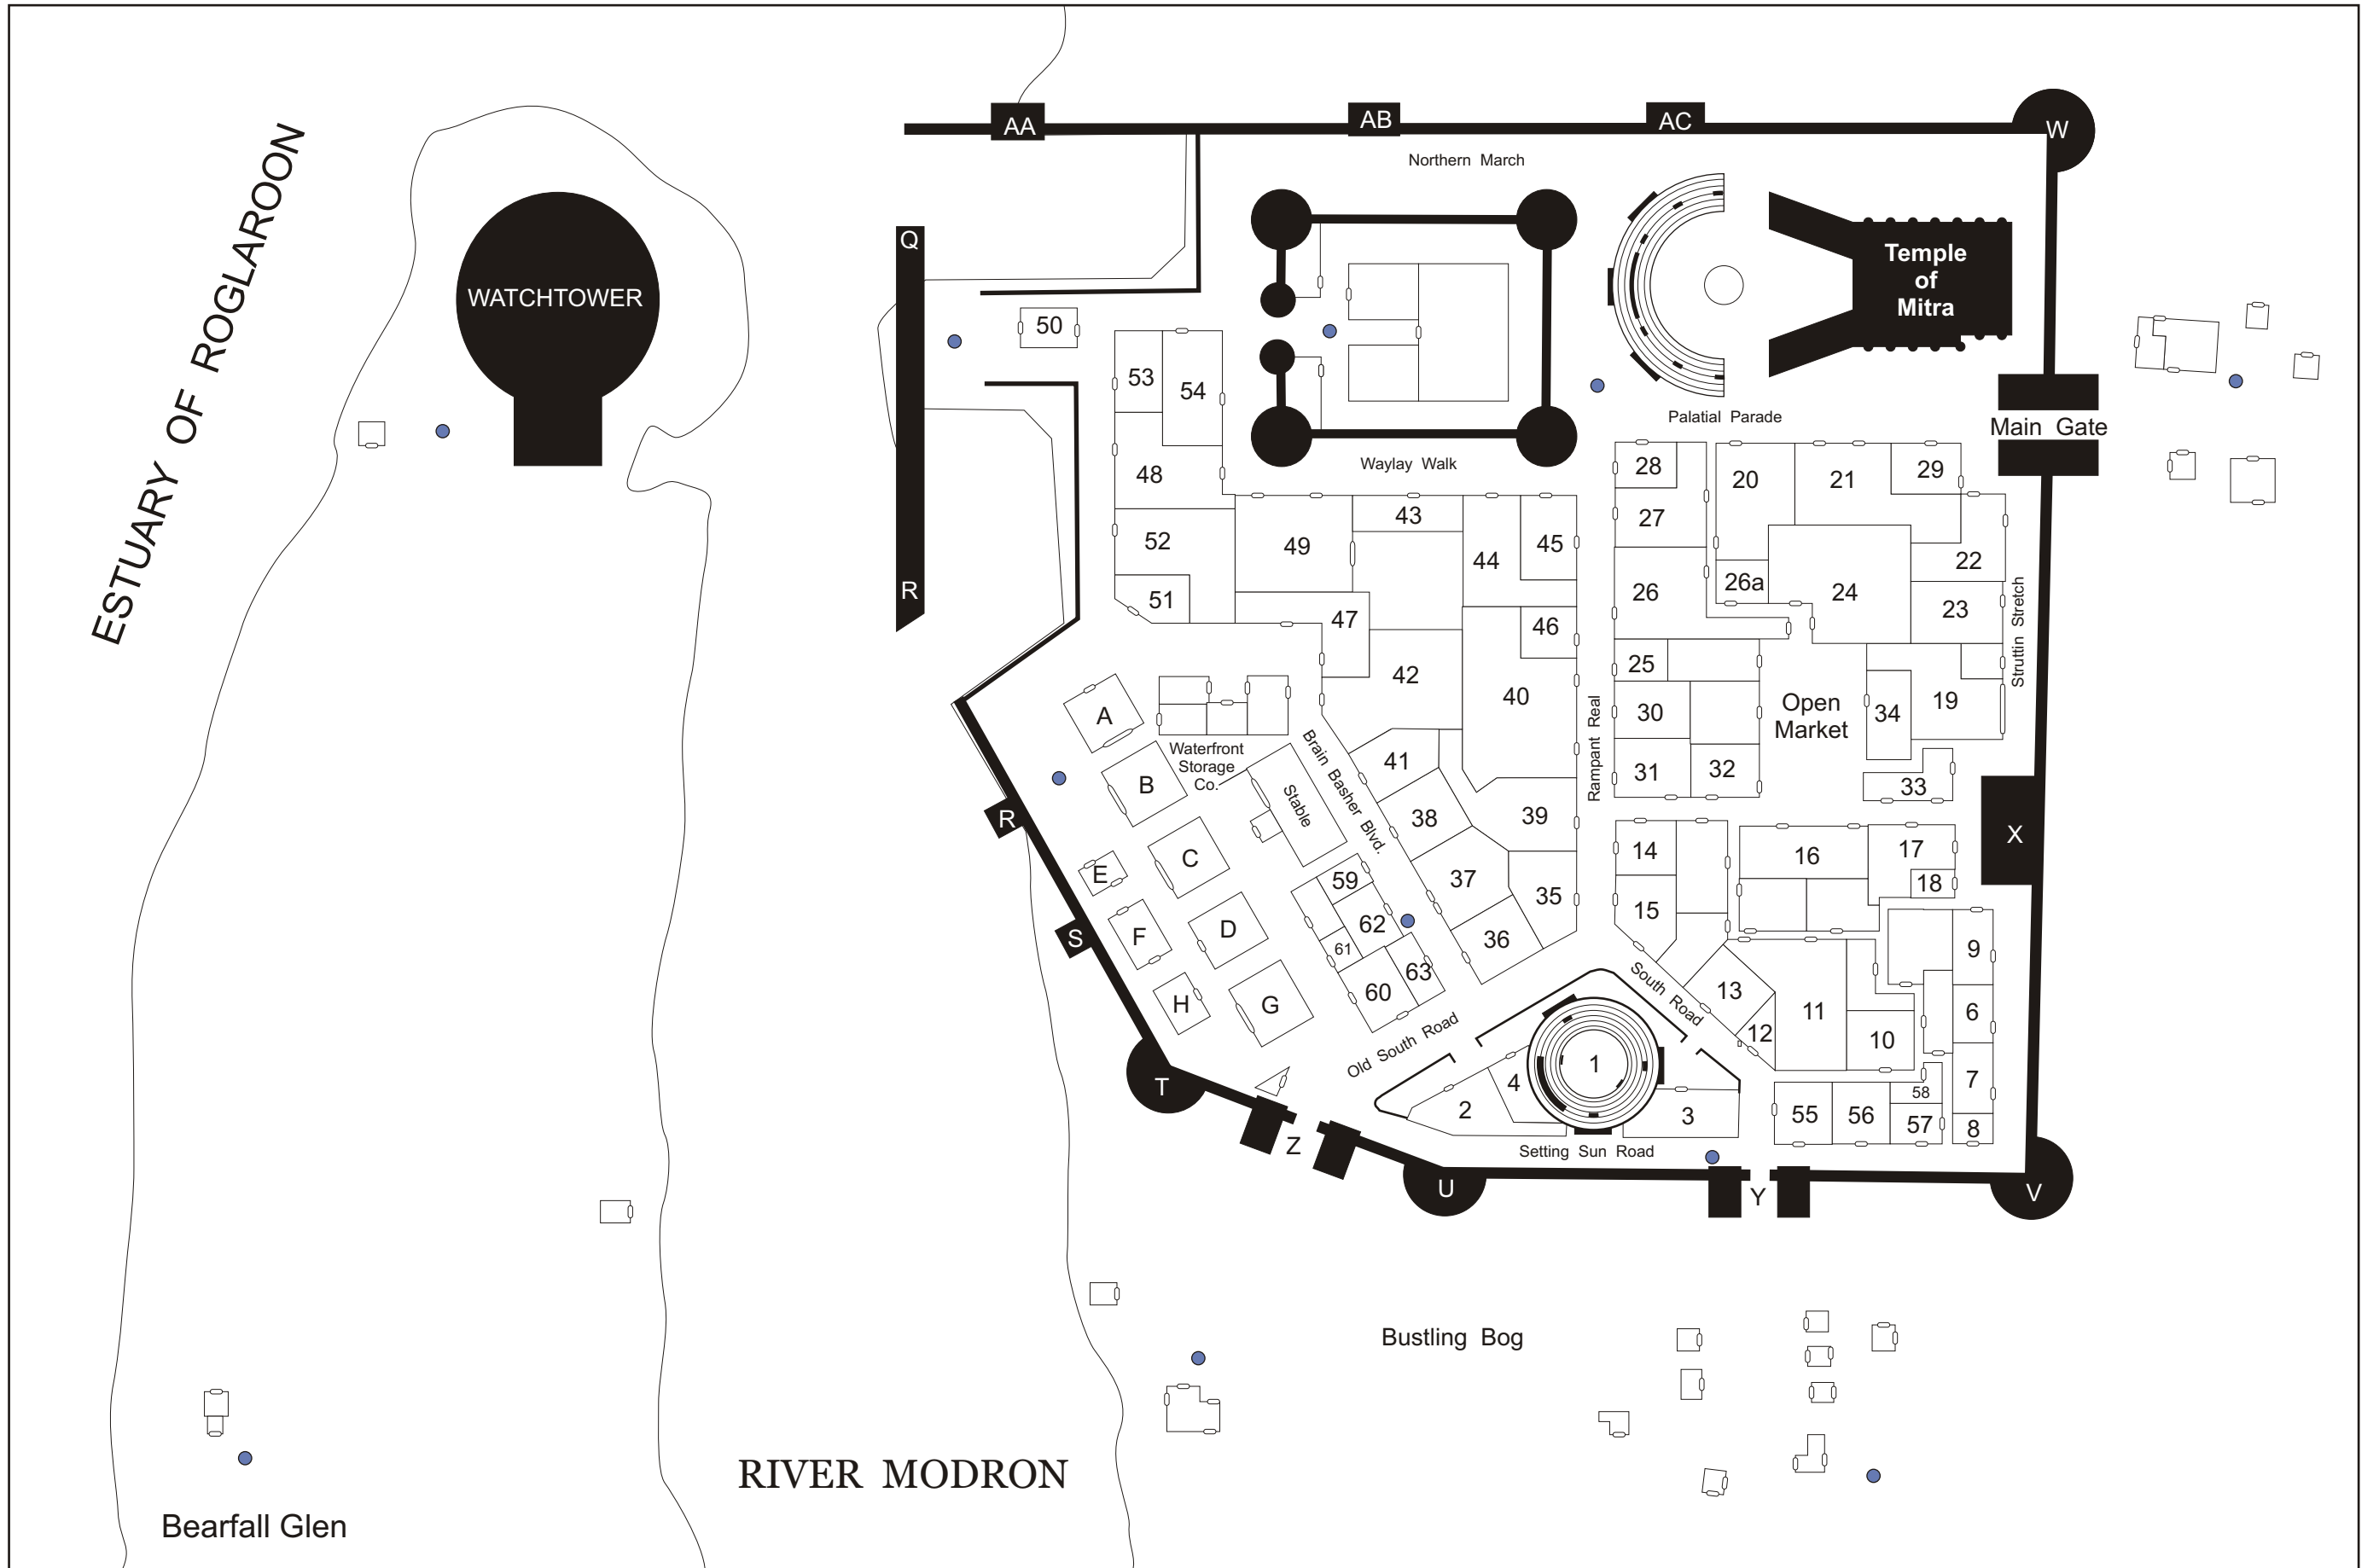 AA
AB
AC
W
Northern March
ESTUARY OF ROGLAROON
WATCHTOWER
Q
R
Temple
of
Mitra
50
53
54
48
52
51
Palatial Parade
Main Gate
Waylay Walk
28
27
26
20
21
29
22
26a
24
23
Struttin Stretch
49
43
44
45
47
46
42
40
25
30
31
32
Rampant Real
Open
Market
34
19
33
A
B
C
D
E
F
G
H
Waterfront
Storage
Co.
Stable
Brain Basher Blvd.
41
38
39
37
35
36
R
S
T
X
59
62
61
60
63
14
15
16
17
18
9
6
7
8
South Road
13
12
11
10
Old South Road
1
2
4
3
55
56
58
57
Setting Sun Road
Z
U
Y
V
Bustling Bog
RIVER MODRON
Bearfall Glen